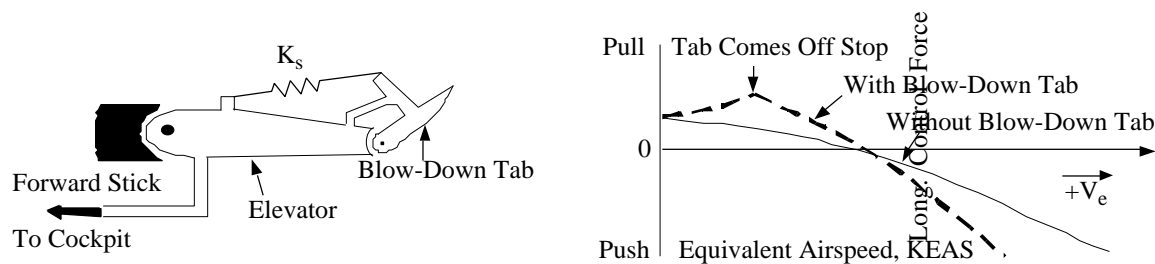 K_s
Blow-Down Tab
Forward Stick
Elevator
To Cockpit
Pull
Tab Comes Off Stop
With Blow-Down Tab
Without Blow-Down Tab
0
Long. Control Force
+V_e
Push
Equivalent Airspeed, KEAS